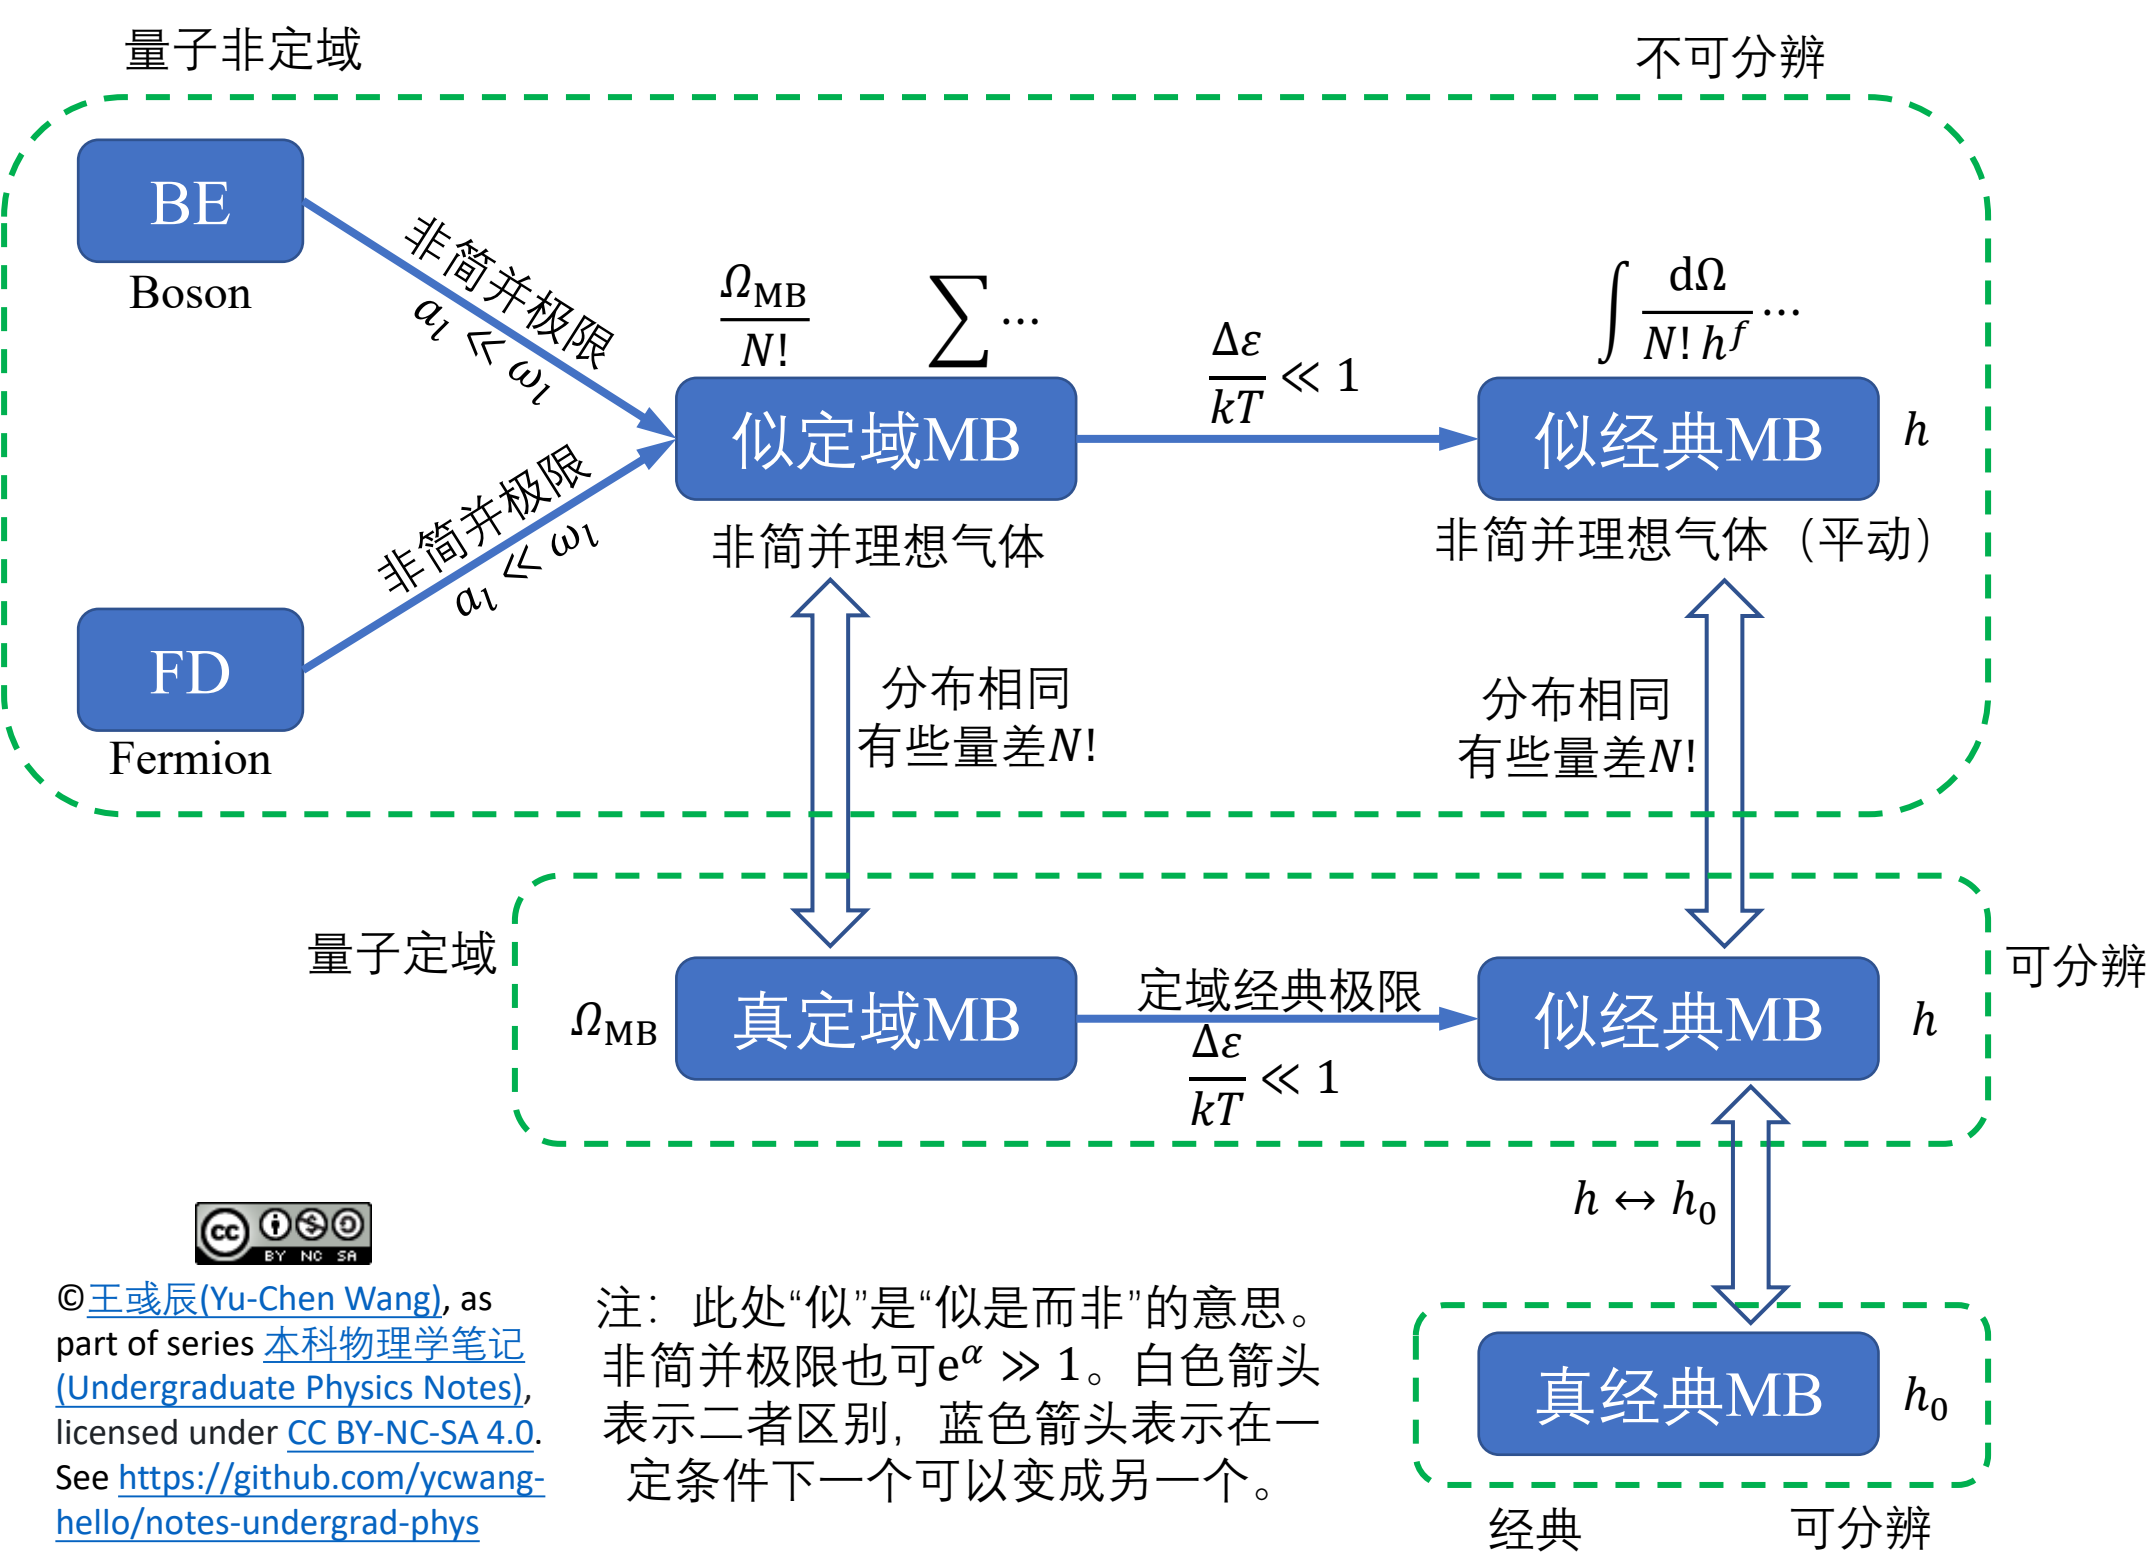 量子非定域
不可分辨
BE
Boson
非简并极限
a_l ≪ ω_l
Ω_MB/N!
∑ ⋯
Δε/kT ≪ 1
∫ dΩ/(N! h^f) ⋯
似定域MB
似经典MB
h
非简并极限
a_l ≪ ω_l
非简并理想气体
非简并理想气体（平动）
FD
Fermion
分布相同
有些量差N!
分布相同
有些量差N!
量子定域
可分辨
Ω_MB
真定域MB
定域经典极限
Δε/kT ≪ 1
似经典MB
h
h ↔ h_0
真经典MB
h_0
经典
可分辨
cc
BY NC SA
©王彧辰(Yu-Chen Wang), as
part of series 本科物理学笔记
(Undergraduate Physics Notes),
licensed under CC BY-NC-SA 4.0.
See https://github.com/ycwang-
hello/notes-undergrad-phys
注：此处“似”是“似是而非”的意思。
非简并极限也可e^α ≫ 1。白色箭头
表示二者区别，蓝色箭头表示在一
定条件下一个可以变成另一个。